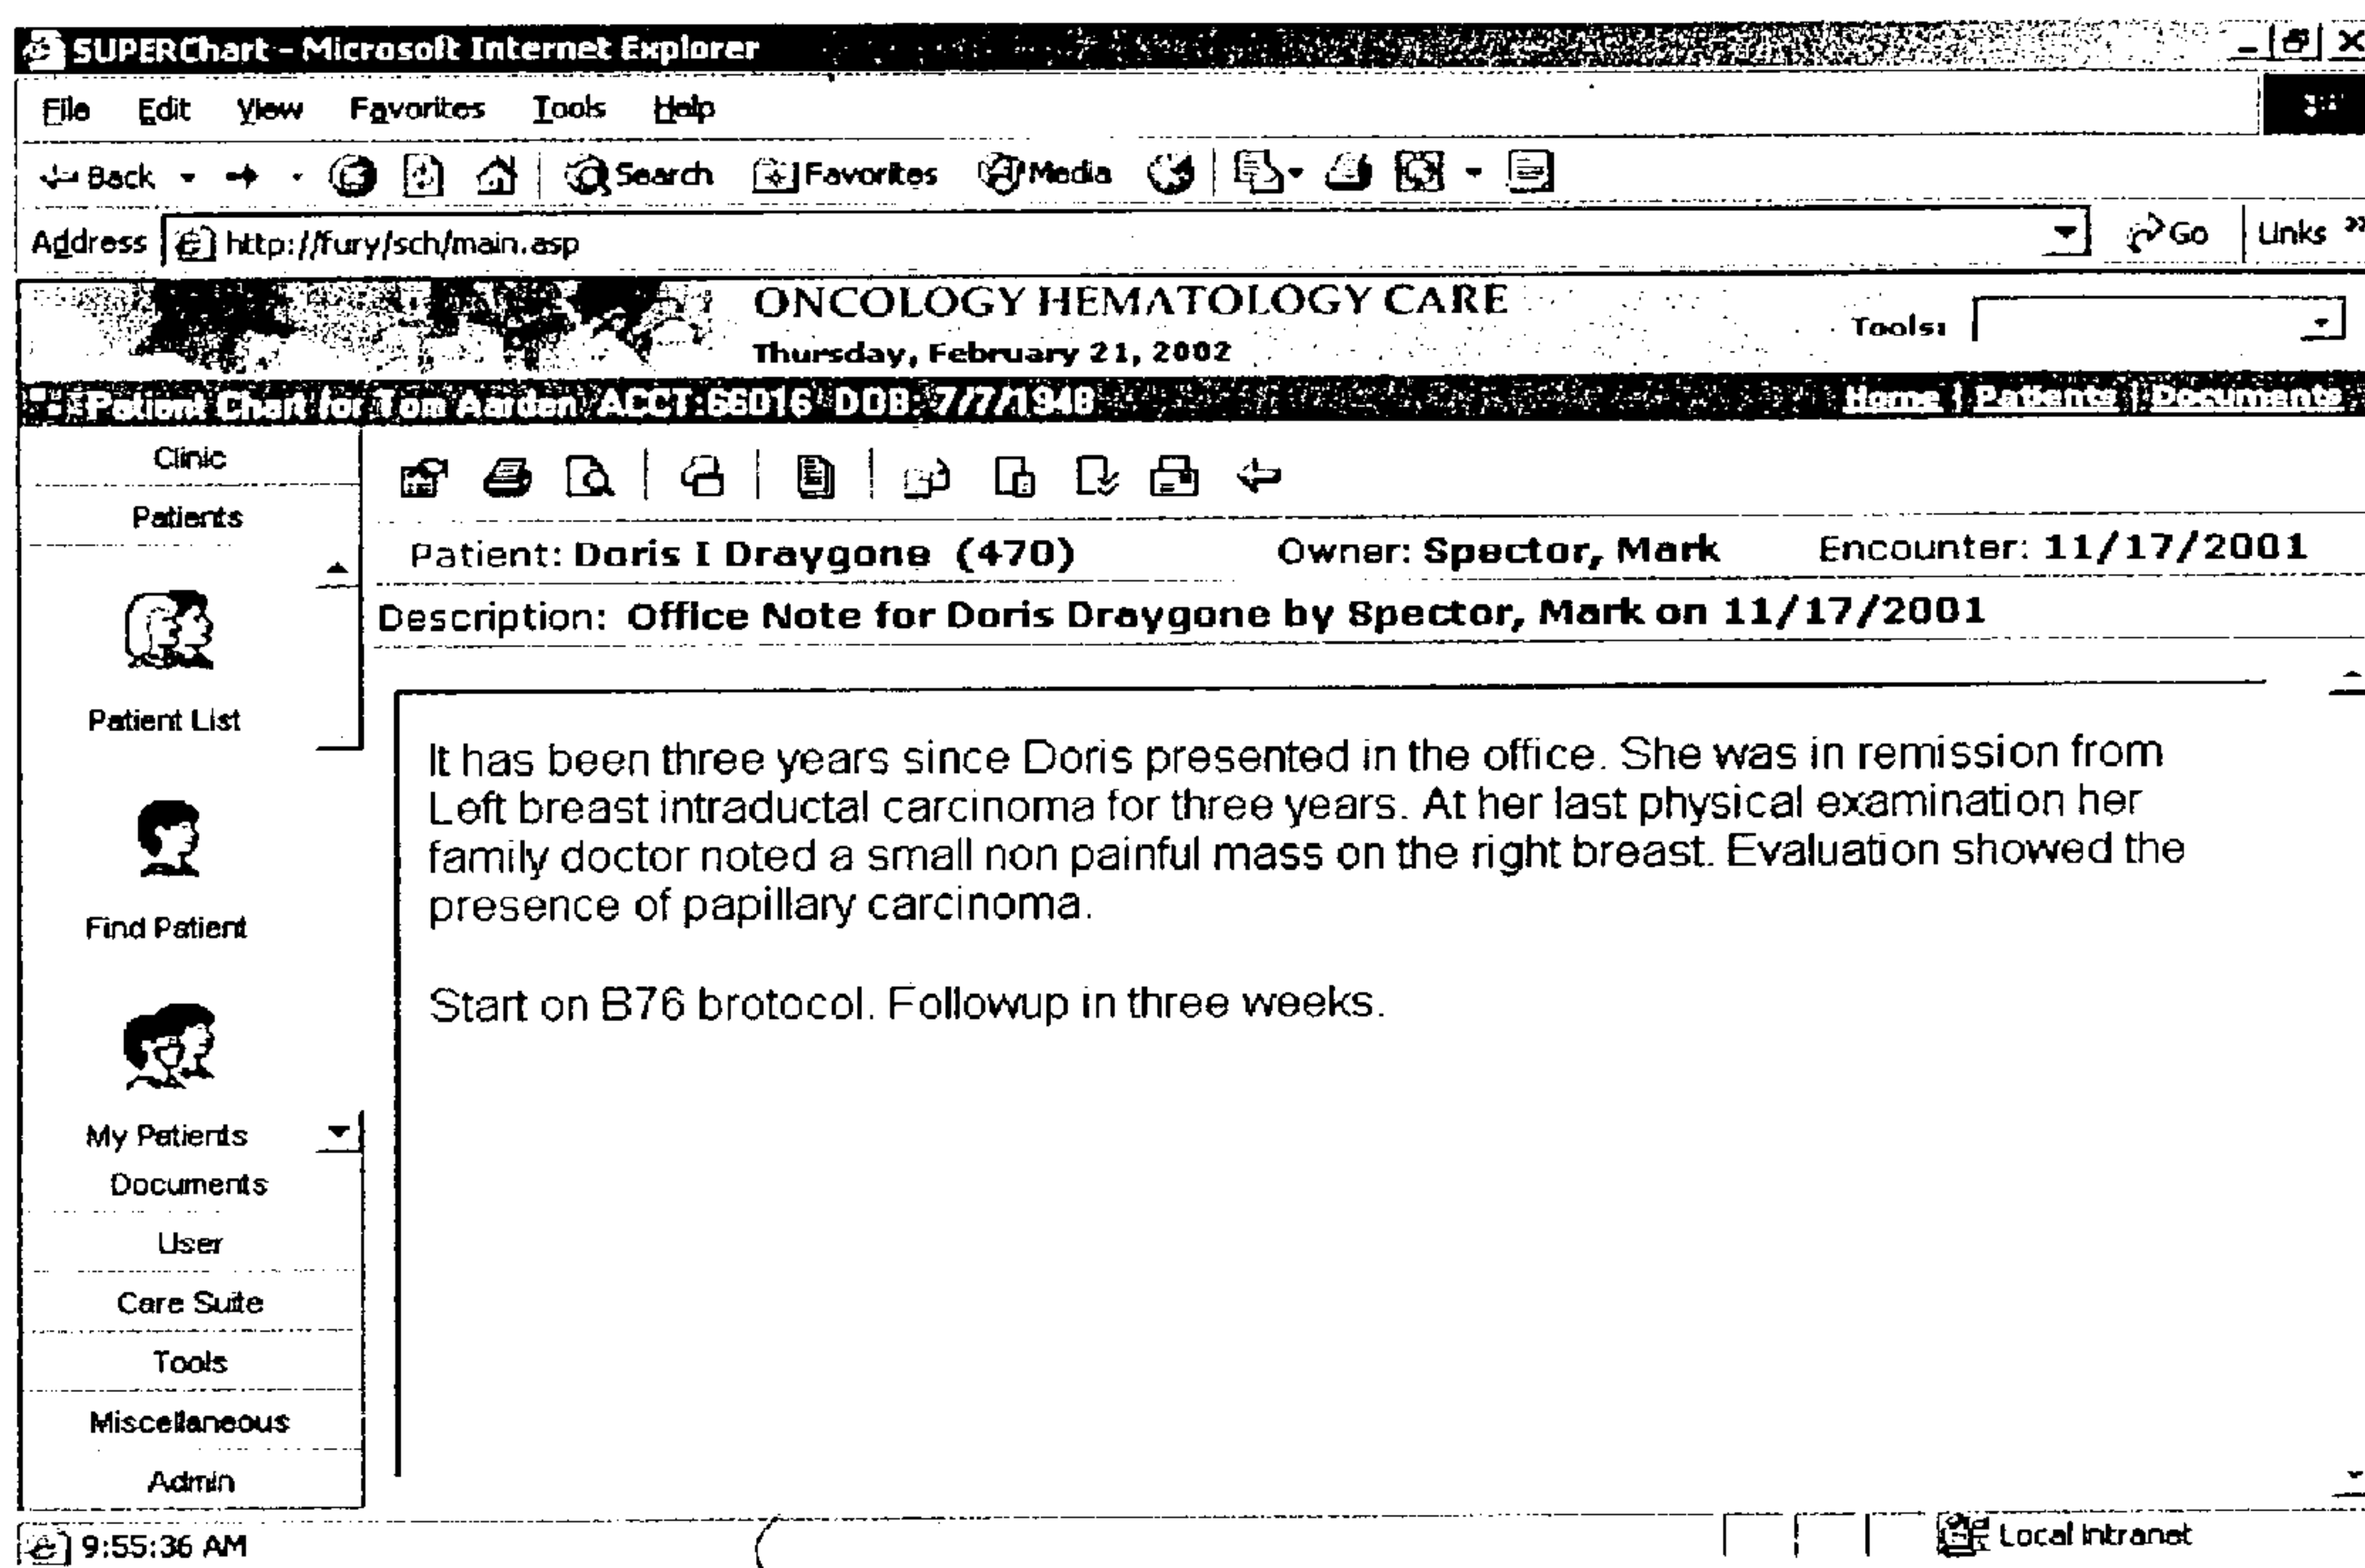 SUPERChart - Microsoft Internet Explorer
File Edit View Favorites Tools Help
Back Search Favorites Media
Address http://fury/sch/main.asp Go Links »
ONCOLOGY HEMATOLOGY CARE
Thursday, February 21, 2002
Tools:
Patient Chart for Tom Aarden ACCT:66016 DOB: 7/7/1948 Home | Patients | Documents
Clinic
Patients
Patient List
Find Patient
My Patients
Documents
User
Care Suite
Tools
Miscellaneous
Admin
Patient: Doris I Draygone (470) Owner: Spector, Mark Encounter: 11/17/2001
Description: Office Note for Doris Draygone by Spector, Mark on 11/17/2001
It has been three years since Doris presented in the office. She was in remission from
Left breast intraductal carcinoma for three years. At her last physical examination her
family doctor noted a small non painful mass on the right breast. Evaluation showed the
presence of papillary carcinoma.
Start on B76 brotocol. Followup in three weeks.
9:55:36 AM Local intranet